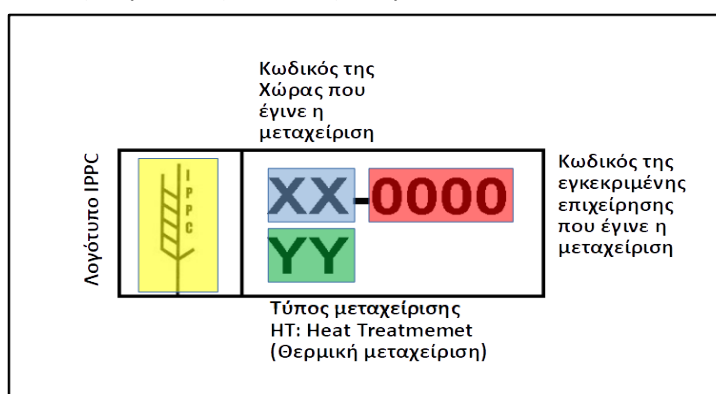 Κωδικός της
Χώρας που
έγινε η
μεταχείριση
Λογότυπο IPPC
I
P
P
C
XX-0000
YY
Κωδικός της
εγκεκριμένης
επιχείρησης
που έγινε η
μεταχείριση
Τύπος μεταχείρισης
HT: Heat Treatmemet
(Θερμική μεταχείριση)